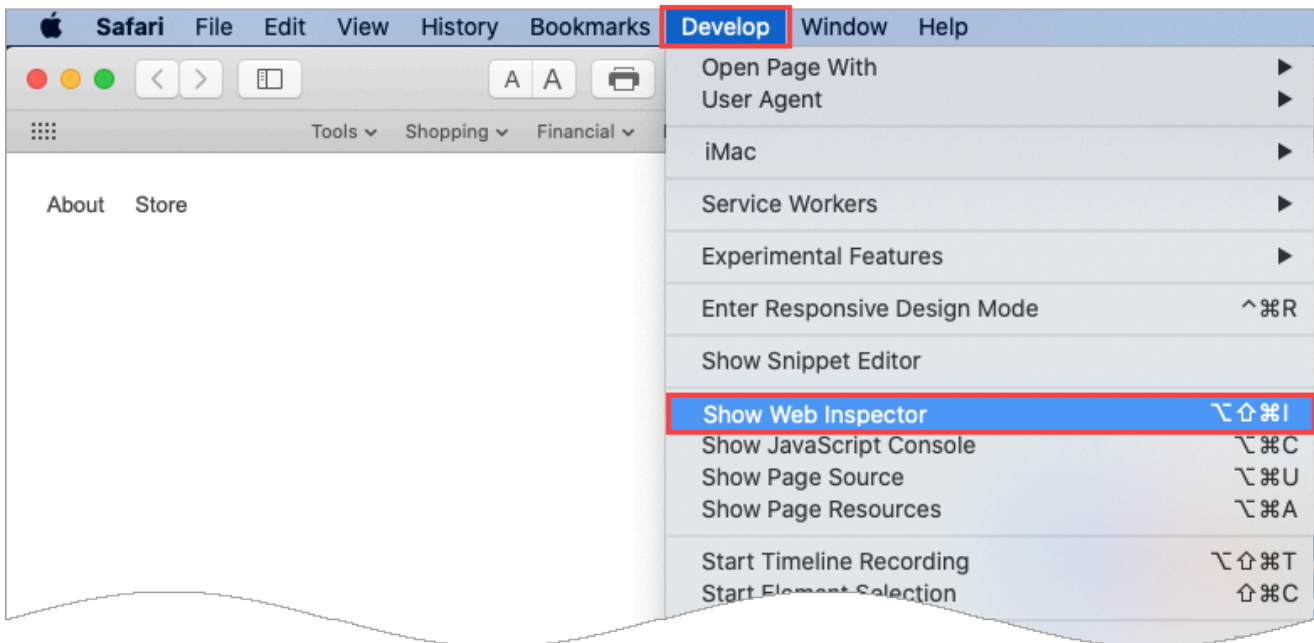 Safari File Edit View History Bookmarks Develop Window Help
A A
Tools Shopping Financial
About Store
Open Page With
User Agent
iMac
Service Workers
Experimental Features
Enter Responsive Design Mode ^⌘R
Show Snippet Editor
Show Web Inspector ⌥⇧⌘I
Show JavaScript Console ⌥⌘C
Show Page Source ⌥⌘U
Show Page Resources ⌥⌘A
Start Timeline Recording ⌥⇧⌘T
Start Element Selection ⇧⌘C